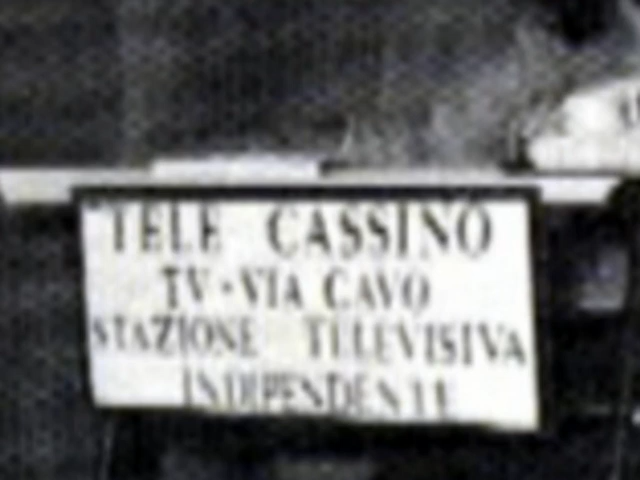 TELE CASSINO
TV - VIA CAVO
STAZIONE TELEVISIVA
INDIPENDENTE